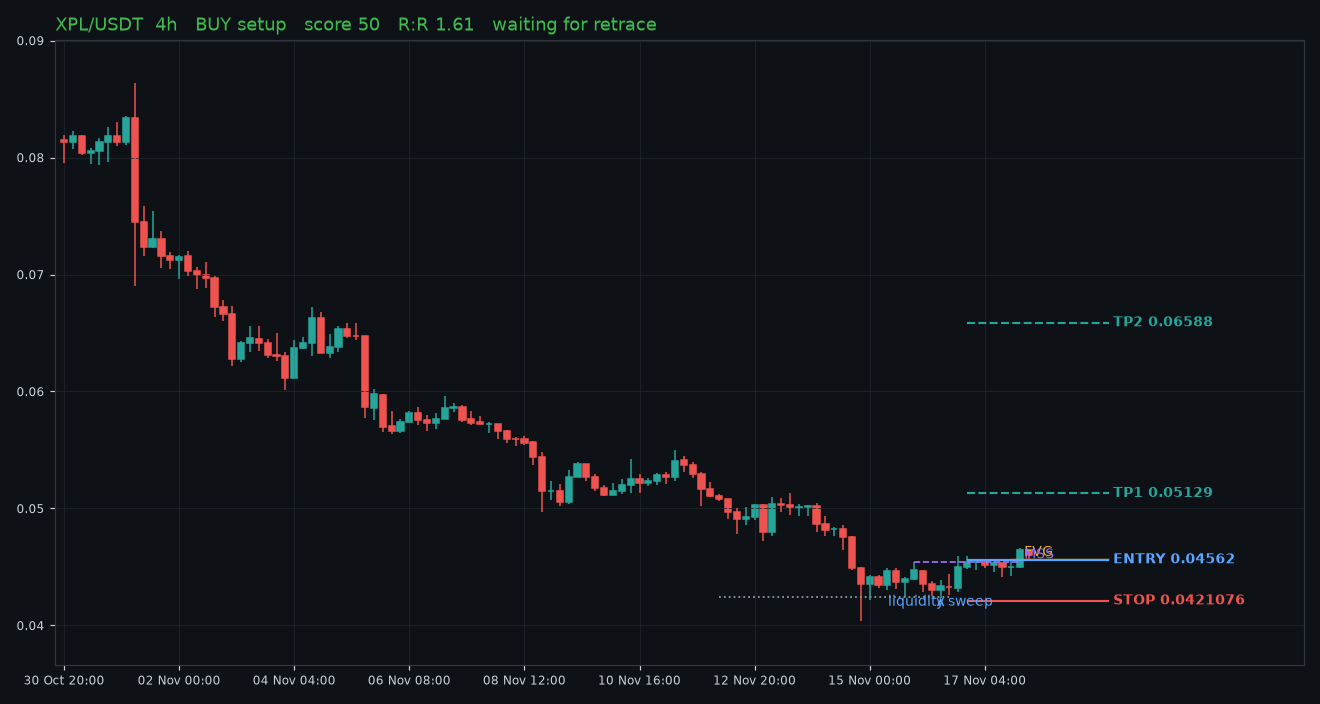 XPL/USDT 4h BUY setup score 50 R:R 1.61 waiting for retrace
0.09
0.08
0.07
0.06
0.05
0.04
TP2 0.06588
TP1 0.05129
FVG
MSS
ENTRY 0.04562
liquidity sweep
STOP 0.0421076
30 Oct 20:00
02 Nov 00:00
04 Nov 04:00
06 Nov 08:00
08 Nov 12:00
10 Nov 16:00
12 Nov 20:00
15 Nov 00:00
17 Nov 04:00